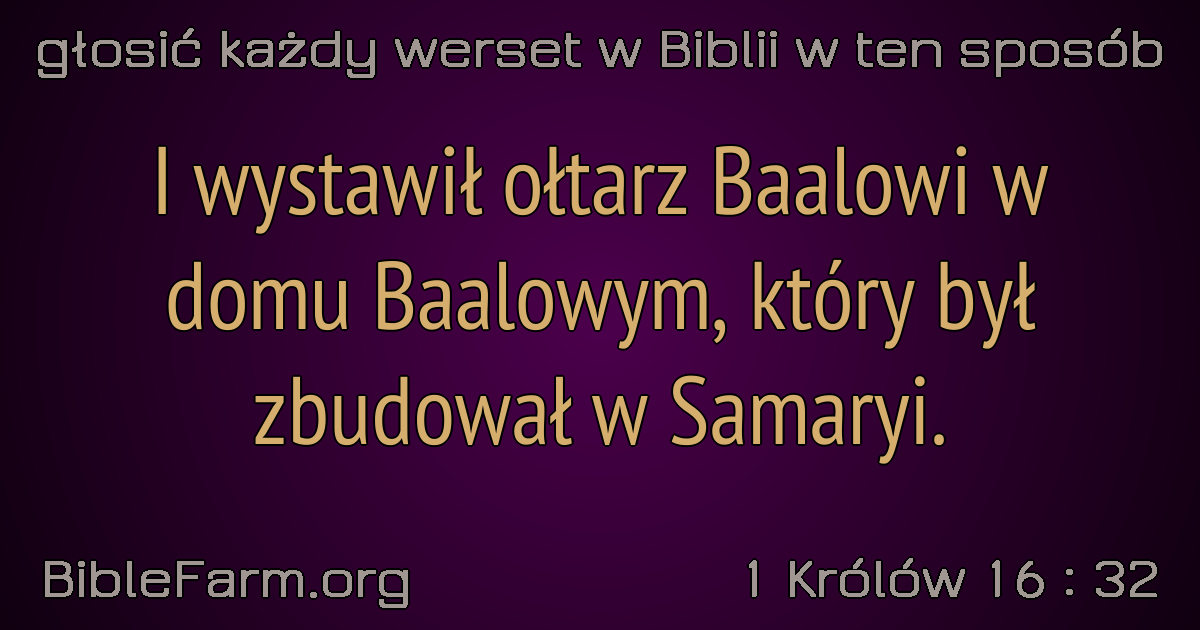 głosić każdy werset w Biblii w ten sposób
I wystawił ołtarz Baalowi w
domu Baalowym, który był
zbudował w Samaryi.
BibleFarm.org
1 Królów 16 : 32